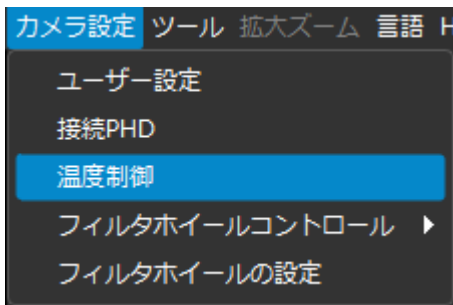 カメラ設定 ツール 拡大ズーム 言語 H
ユーザー設定
接続PHD
温度制御
フィルタホイールコントロール
フィルタホイールの設定